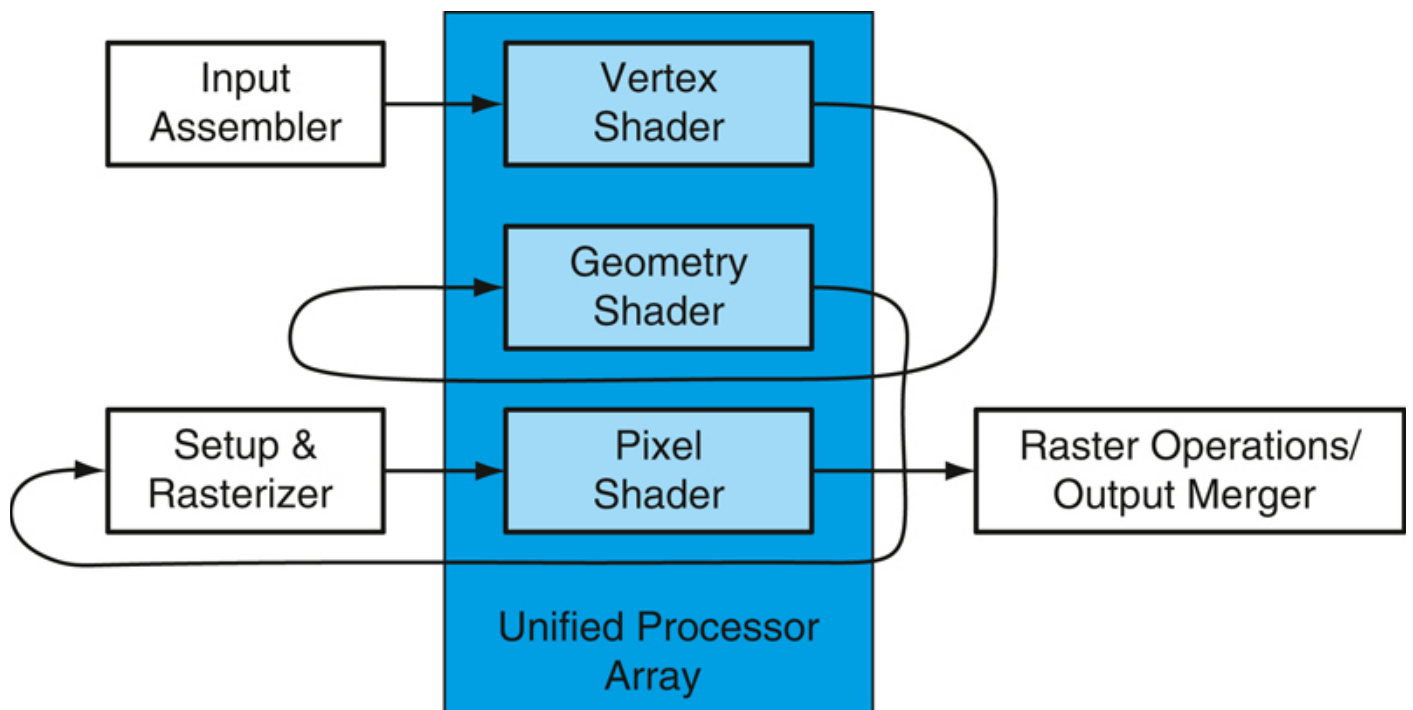 Input
Assembler
Vertex
Shader
Geometry
Shader
Setup &
Rasterizer
Pixel
Shader
Raster Operations/
Output Merger
Unified Processor
Array